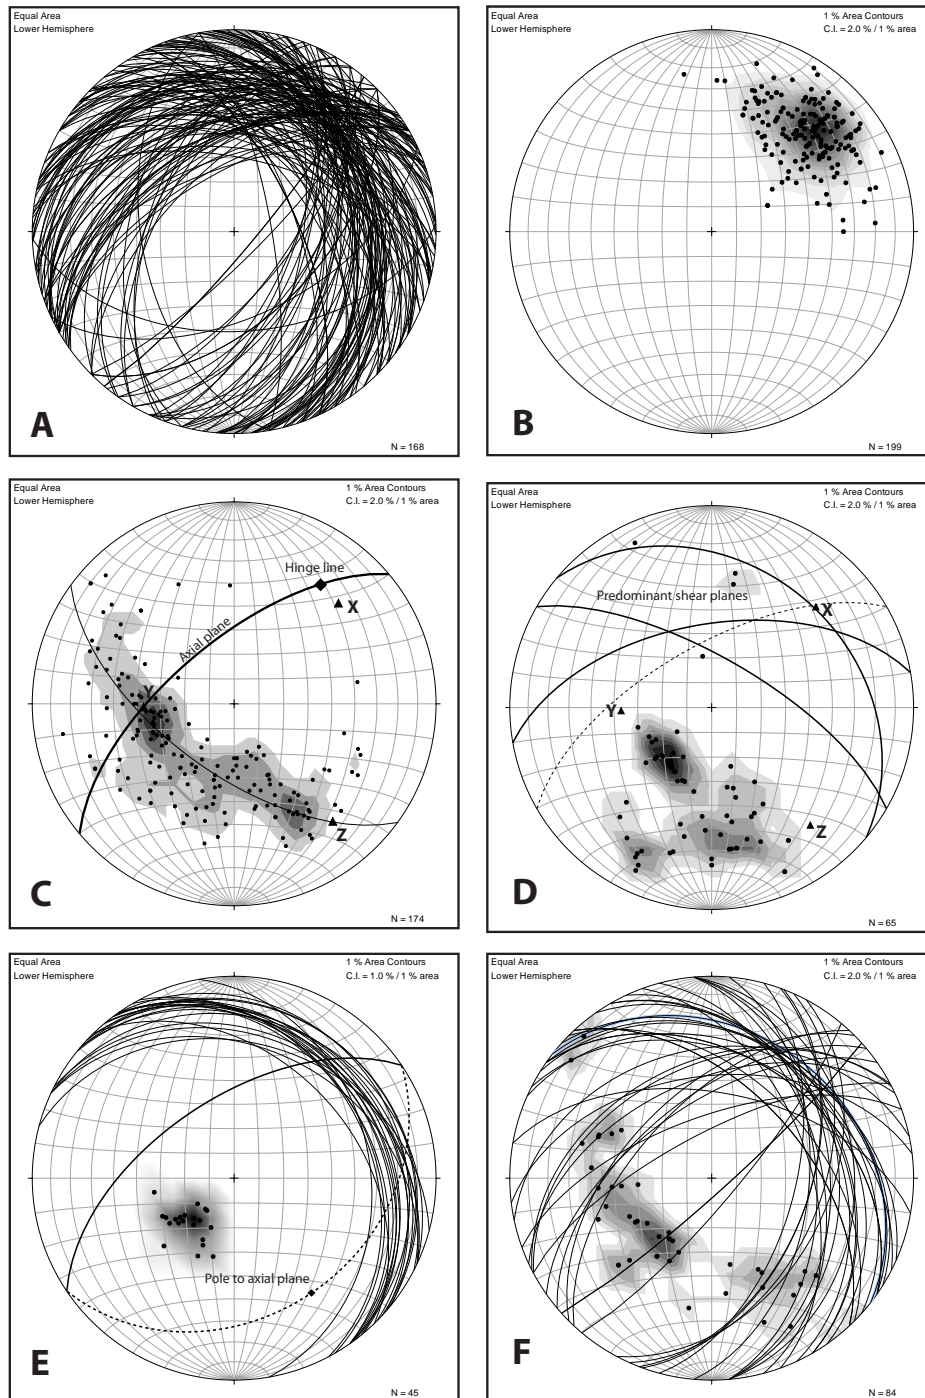 Equal Area
Lower Hemisphere
A
N = 168
Equal Area
Lower Hemisphere
1 % Area Contours
C.I. = 2.0 % / 1 % area
B
N = 199
Equal Area
Lower Hemisphere
1 % Area Contours
C.I. = 2.0 % / 1 % area
Hinge line
X
Axial plane
Y
Z
C
N = 174
Equal Area
Lower Hemisphere
1 % Area Contours
C.I. = 2.0 % / 1 % area
Predominant shear planes
X
Y
Z
D
N = 65
Equal Area
Lower Hemisphere
1 % Area Contours
C.I. = 1.0 % / 1 % area
Pole to axial plane
E
N = 45
Equal Area
Lower Hemisphere
1 % Area Contours
C.I. = 2.0 % / 1 % area
F
N = 84